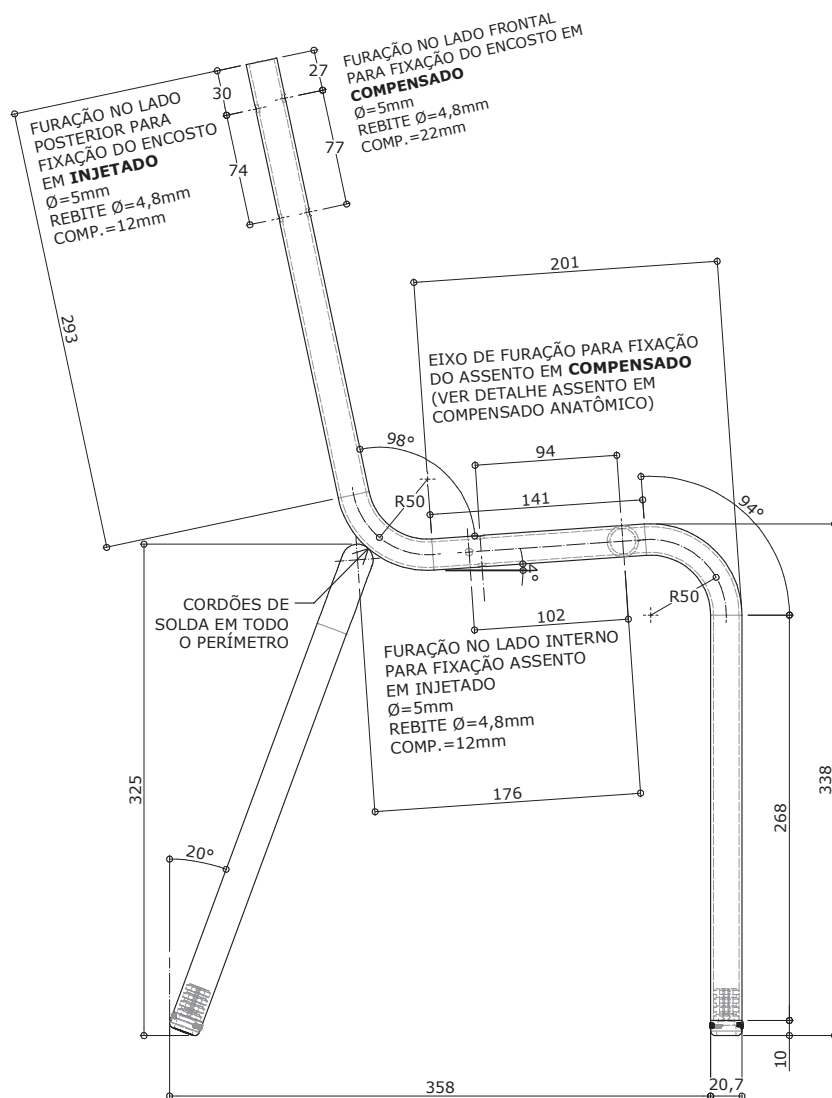 FURAÇÃO NO LADO FRONTAL
PARA FIXAÇÃO DO ENCOSTO EM
COMPENSADO
Ø=5mm
REBITE Ø=4,8mm
COMP.=22mm
27
30
77
74
FURAÇÃO NO LADO
POSTERIOR PARA
FIXAÇÃO DO ENCOSTO
EM INJETADO
Ø=5mm
REBITE Ø=4,8mm
COMP.=12mm
293
201
EIXO DE FURAÇÃO PARA FIXAÇÃO
DO ASSENTO EM COMPENSADO
(VER DETALHE ASSENTO EM
COMPENSADO ANATÔMICO)
98°
94
R50
141
94°
4°
R50
CORDÕES DE
SOLDA EM TODO
O PERÍMETRO
102
FURAÇÃO NO LADO INTERNO
PARA FIXAÇÃO ASSENTO
EM INJETADO
Ø=5mm
REBITE Ø=4,8mm
COMP.=12mm
176
325
338
268
20°
10
358
20,7